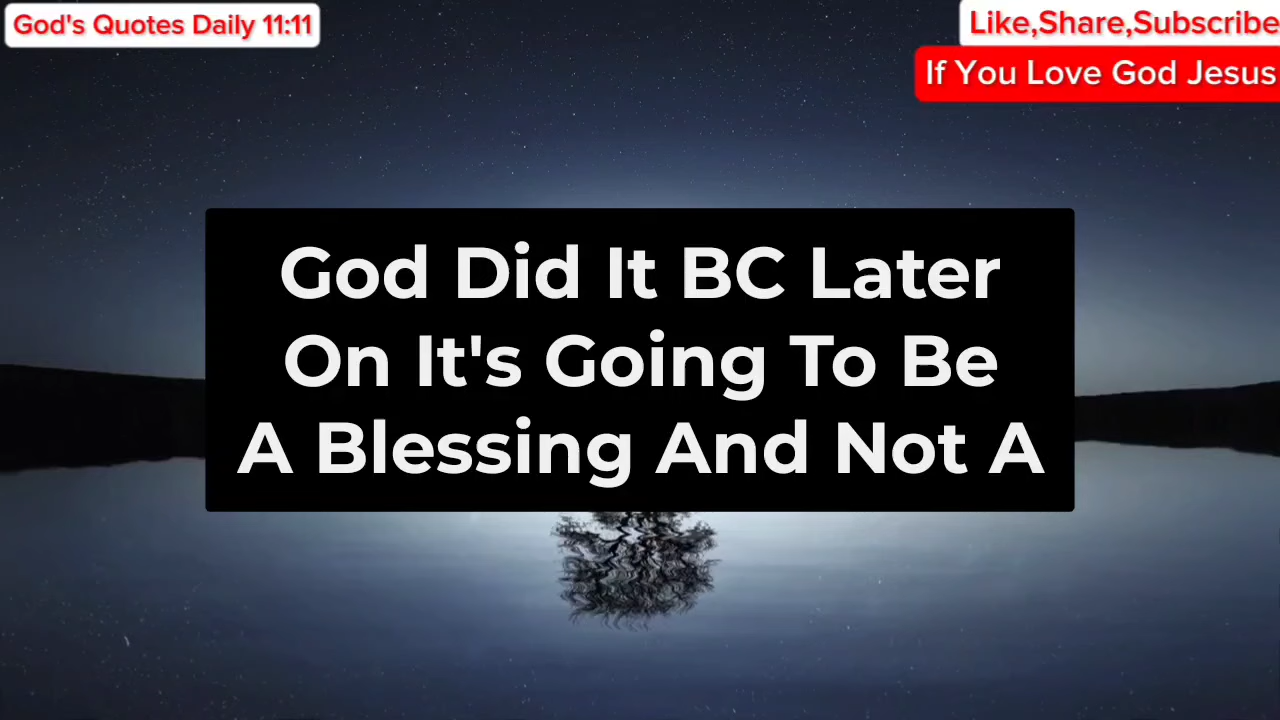 God's Quotes Daily 11:11
Like,Share,Subscribe
If You Love God Jesus
God Did It BC Later
On It's Going To Be
A Blessing And Not A